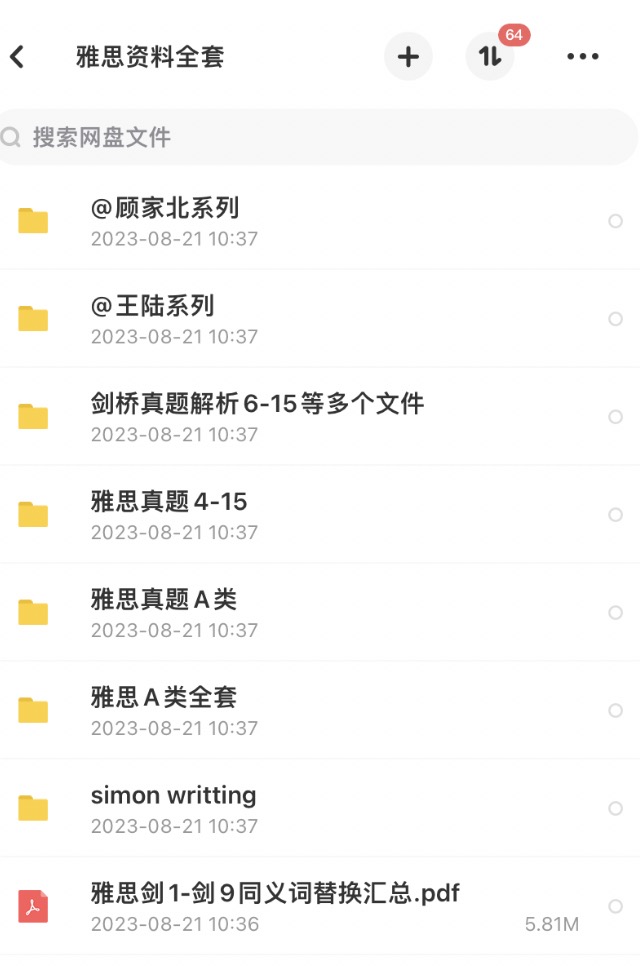 雅思资料全套
64
搜索网盘文件
@顾家北系列
2023-08-21 10:37
@王陆系列
2023-08-21 10:37
剑桥真题解析6-15等多个文件
2023-08-21 10:37
雅思真题4-15
2023-08-21 10:37
雅思真题A类
2023-08-21 10:37
雅思A类全套
2023-08-21 10:37
simon writting
2023-08-21 10:37
雅思剑1-剑9同义词替换汇总.pdf
2023-08-21 10:36 5.81M